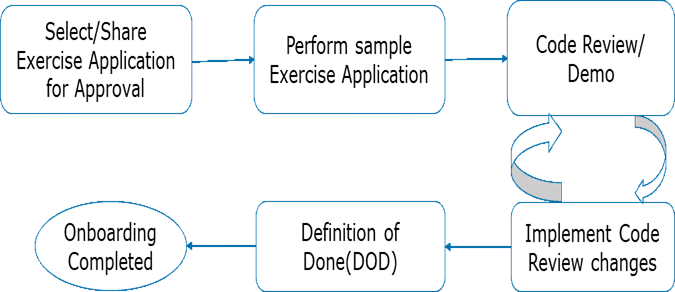 Select/Share
Exercise Application
for Approval
Perform sample
Exercise Application
Code Review/
Demo
Implement Code
Review changes
Definition of
Done(DOD)
Onboarding
Completed